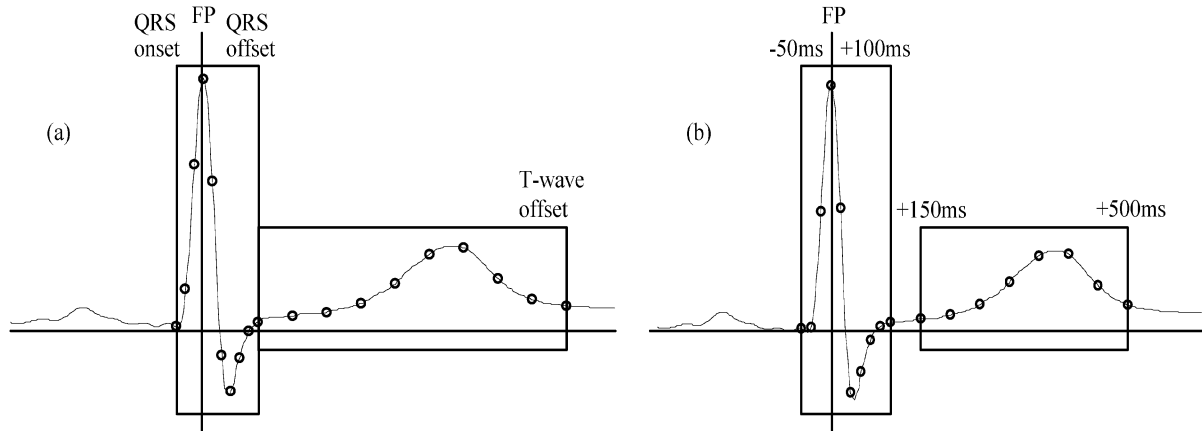 QRS
onset
FP
QRS
offset
(a)
T-wave
offset
FP
-50ms
+100ms
(b)
+150ms
+500ms